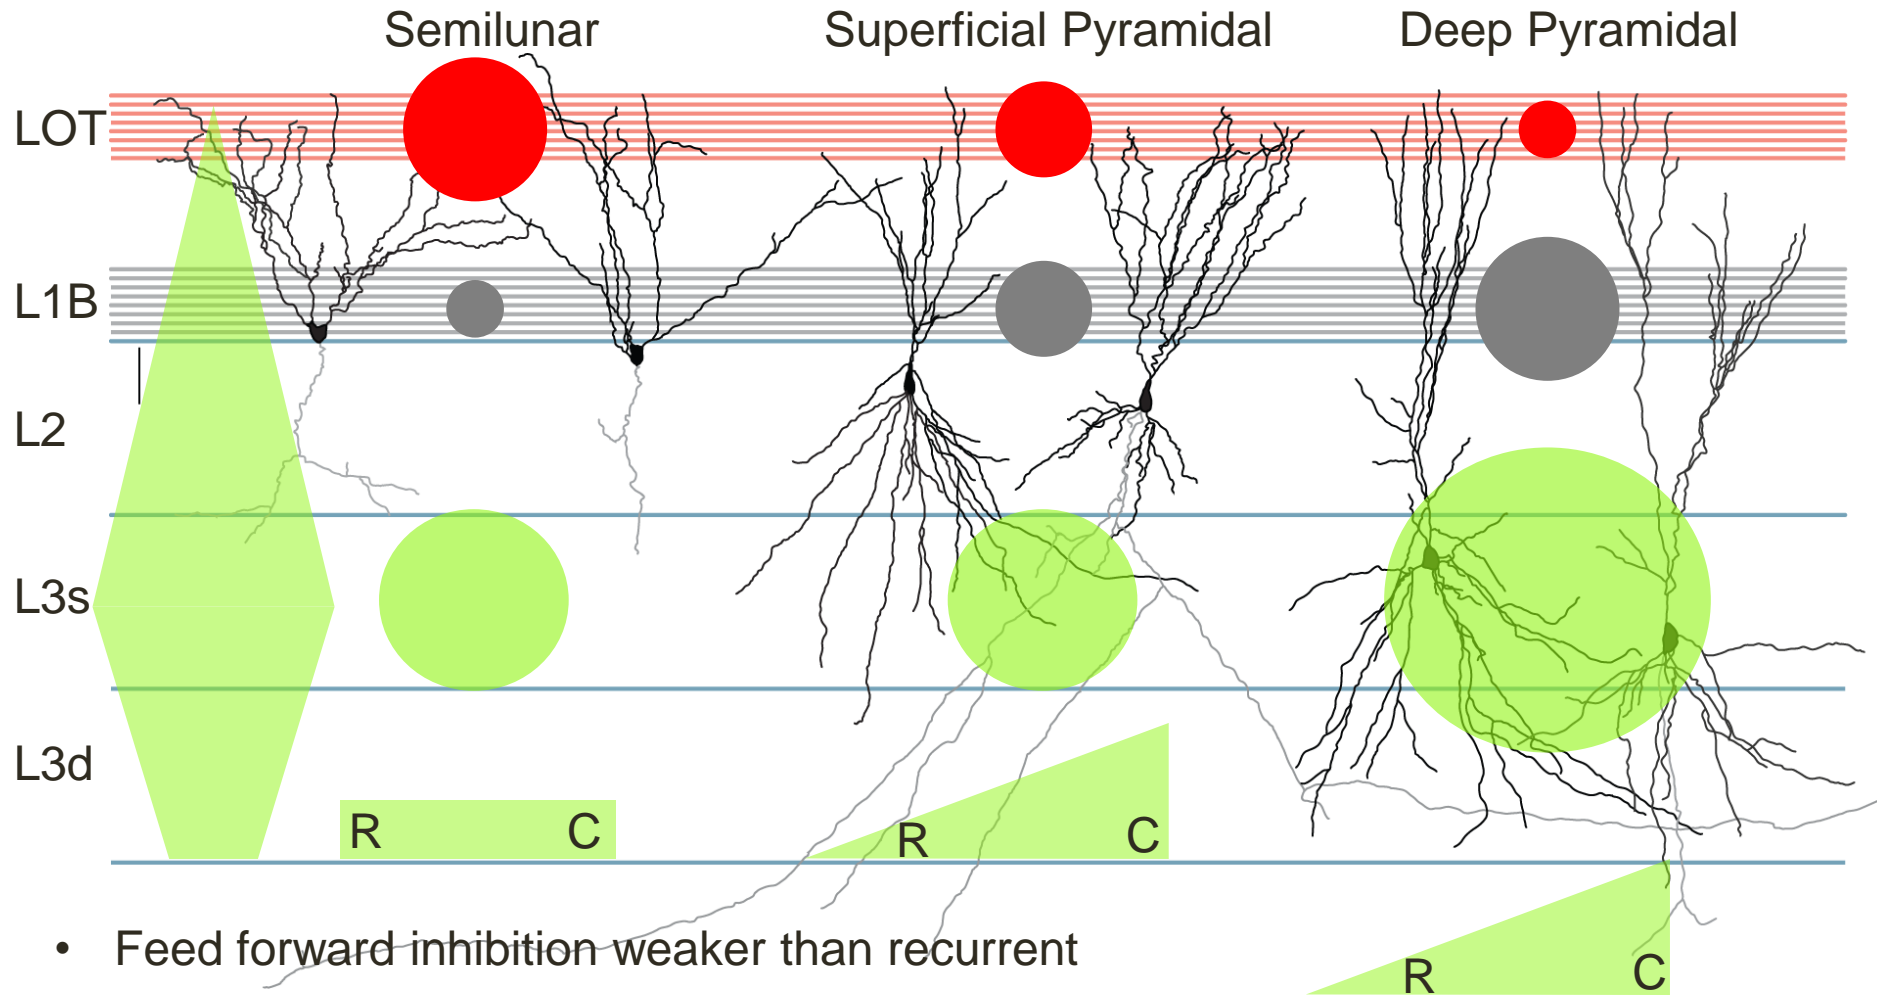 Semilunar Superficial Pyramidal Deep Pyramidal
LOT
L1B
L2
L3s
L3d
R C
R C
• Feed forward inhibition weaker than recurrent
R C